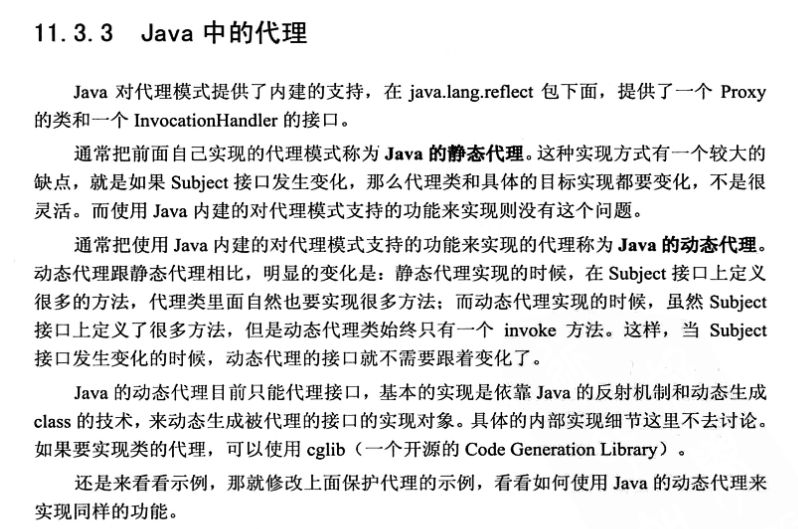 11.3.3 Java 中的代理
Java 对代理模式提供了内建的支持，在 java.lang.reflect 包下面，提供了一个 Proxy
的类和一个 InvocationHandler 的接口。
通常把前面自己实现的代理模式称为 Java 的静态代理。这种实现方式有一个较大的
缺点，就是如果 Subject 接口发生变化，那么代理类和具体的目标实现都要变化，不是很
灵活。而使用 Java 内建的对代理模式支持的功能来实现则没有这个问题。
通常把使用 Java 内建的对代理模式支持的功能来实现的代理称为 Java 的动态代理。
动态代理跟静态代理相比，明显的变化是：静态代理实现的时候，在 Subject 接口上定义
很多的方法，代理类里面自然也要实现很多方法；而动态代理实现的时候，虽然 Subject
接口上定义了很多方法，但是动态代理类始终只有一个 invoke 方法。这样，当 Subject
接口发生变化的时候，动态代理的接口就不需要跟着变化了。
Java 的动态代理目前只能代理接口，基本的实现是依靠 Java 的反射机制和动态生成
class 的技术，来动态生成被代理的接口的实现对象。具体的内部实现细节这里不去讨论。
如果要实现类的代理，可以使用 cglib（一个开源的 Code Generation Library）。
还是来看看示例，那就修改上面保护代理的示例，看看如何使用 Java 的动态代理来
实现同样的功能。